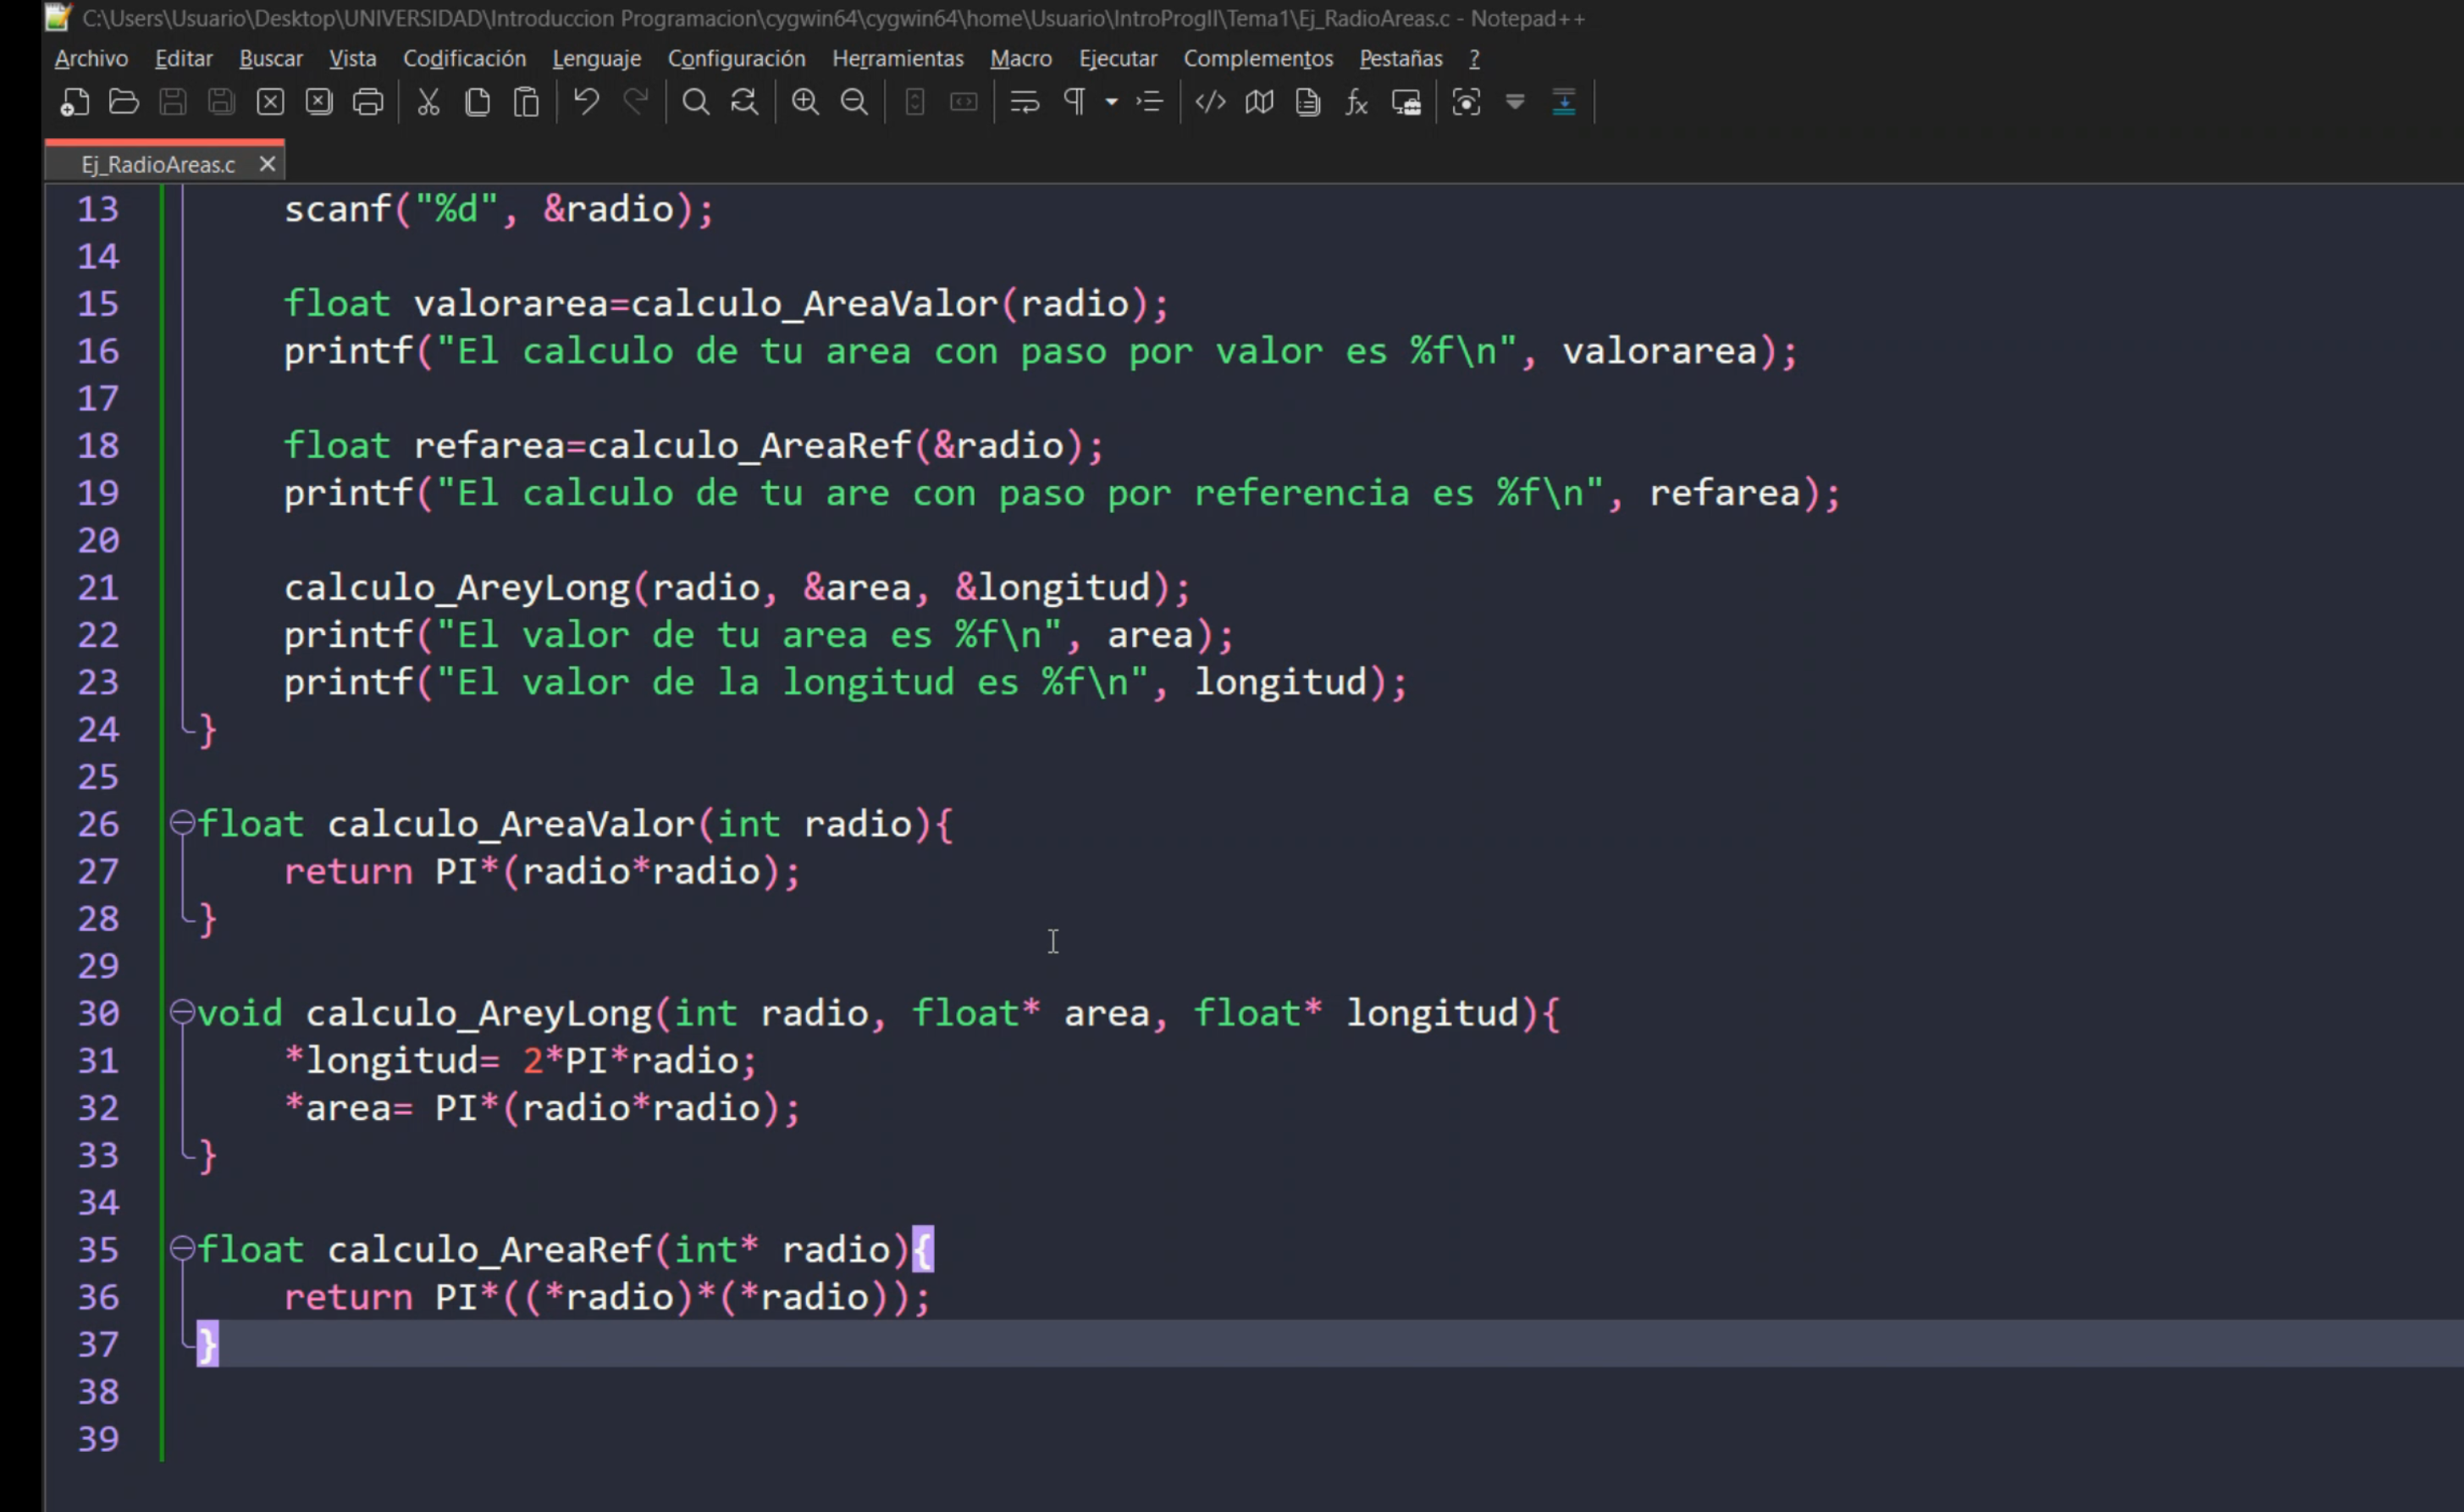 C:\Users\Usuario\Desktop\UNIVERSIDAD\Introduccion Programacion\cygwin64\cygwin64\home\Usuario\IntroProgII\Tema1\Ej_RadioAreas.c - Notepad++
Archivo Editar Buscar Vista Codificación Lenguaje Configuración Herramientas Macro Ejecutar Complementos Pestañas ?
Ej_RadioAreas.c
13 scanf("%d", &radio);
14
15 float valorarea=calculo_AreaValor(radio);
16 printf("El calculo de tu area con paso por valor es %f\n", valorarea);
17
18 float refarea=calculo_AreaRef(&radio);
19 printf("El calculo de tu are con paso por referencia es %f\n", refarea);
20
21 calculo_AreyLong(radio, &area, &longitud);
22 printf("El valor de tu area es %f\n", area);
23 printf("El valor de la longitud es %f\n", longitud);
24 }
25
26 float calculo_AreaValor(int radio){
27 return PI*(radio*radio);
28 }
29
30 void calculo_AreyLong(int radio, float* area, float* longitud){
31 *longitud= 2*PI*radio;
32 *area= PI*(radio*radio);
33 }
34
35 float calculo_AreaRef(int* radio){
36 return PI*((*radio)*(*radio));
37 }
38
39